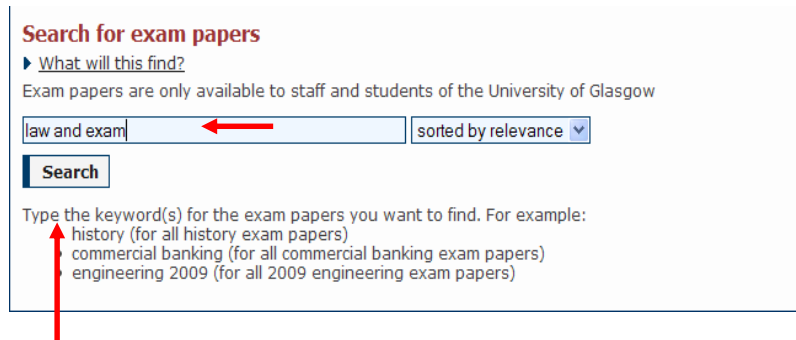 Search for exam papers
What will this find?
Exam papers are only available to staff and students of the University of Glasgow
law and exam sorted by relevance
Search
Type the keyword(s) for the exam papers you want to find. For example:
history (for all history exam papers)
commercial banking (for all commercial banking exam papers)
engineering 2009 (for all 2009 engineering exam papers)